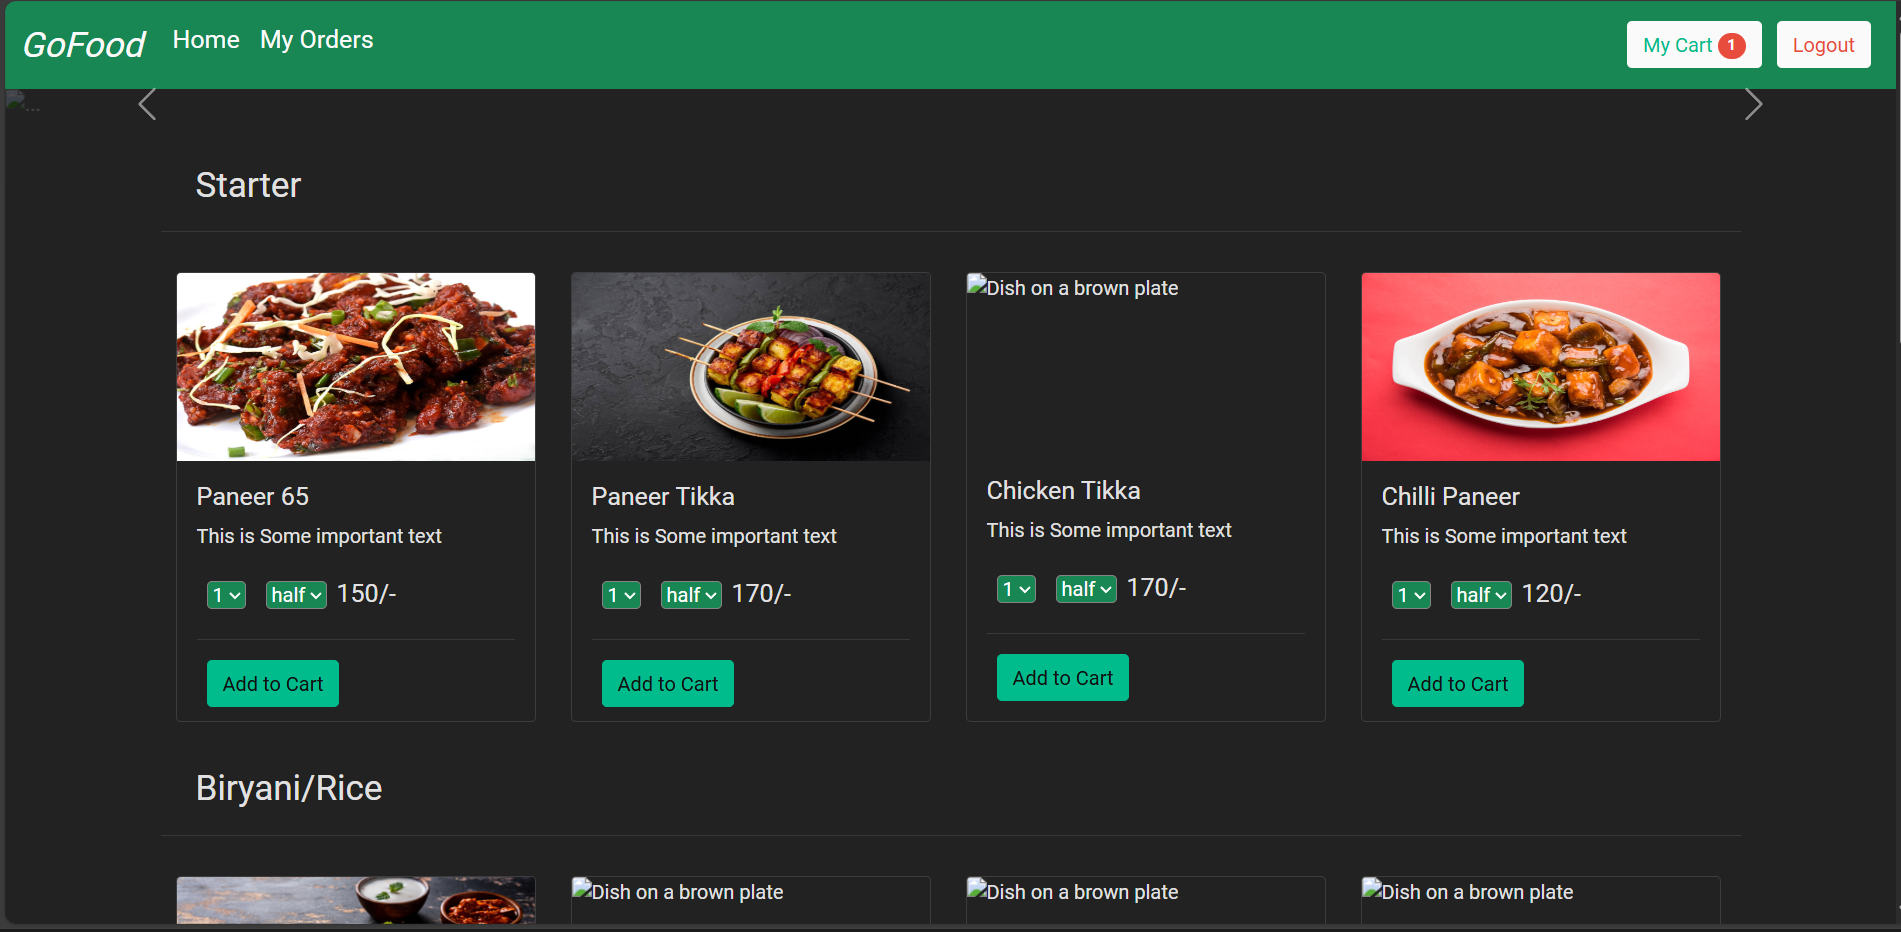 GoFood Home My Orders My Cart 1 Logout
...
Starter
Dish on a brown plate
Paneer 65 Paneer Tikka Chicken Tikka Chilli Paneer
This is Some important text This is Some important text This is Some important text This is Some important text
1 half 150/- 1 half 170/- 1 half 170/- 1 half 120/-
Add to Cart Add to Cart Add to Cart Add to Cart
Biryani/Rice
Dish on a brown plate Dish on a brown plate Dish on a brown plate